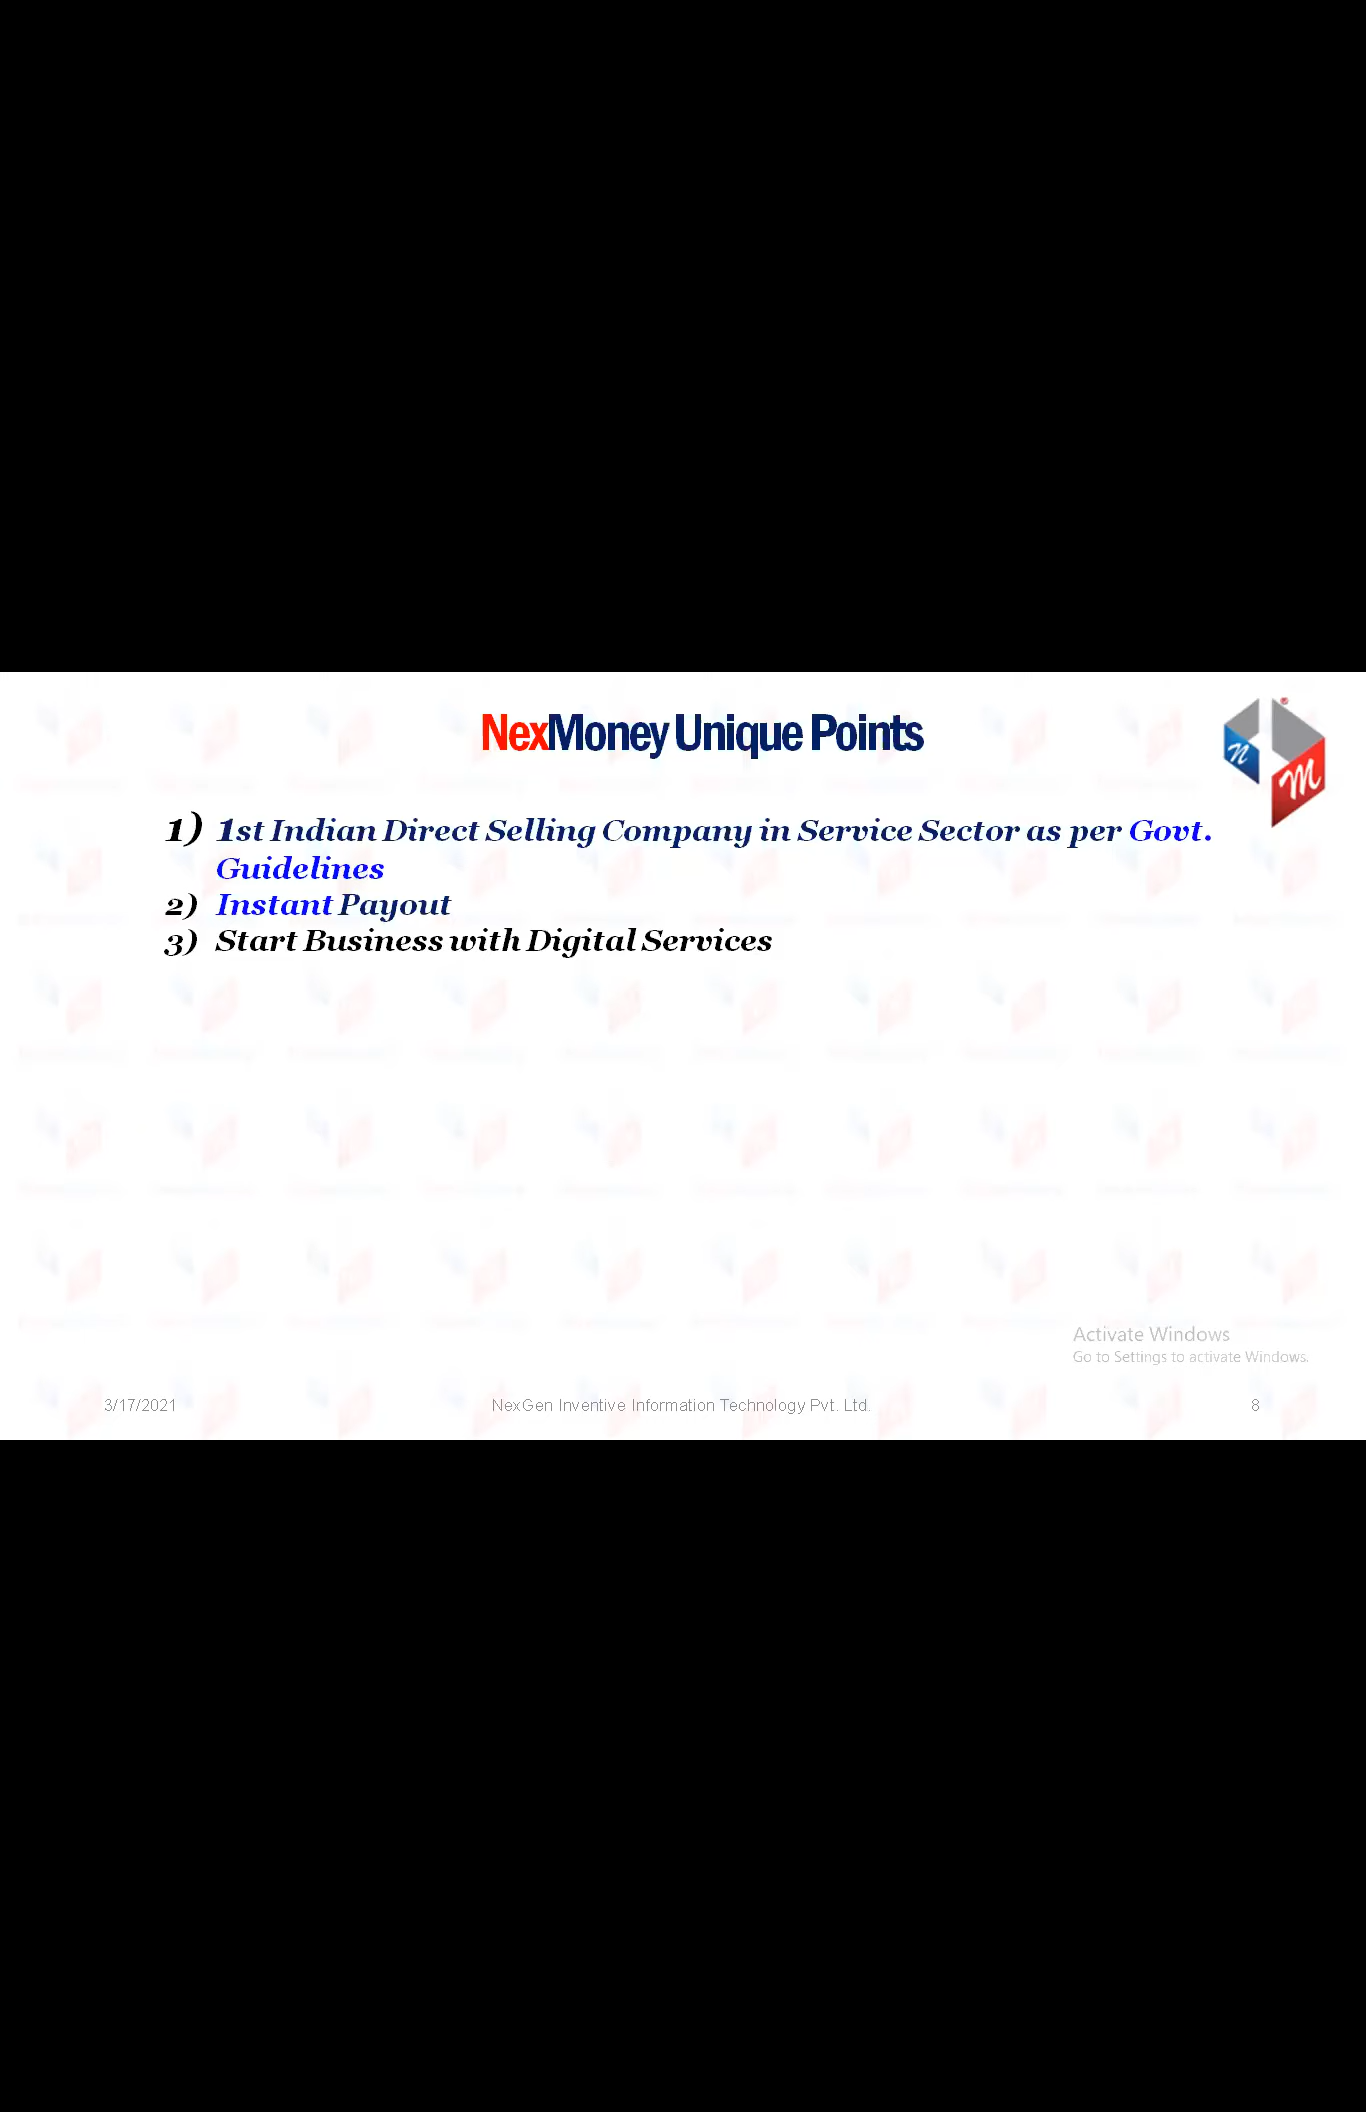 NexMoney Unique Points
n
m
1) 1st Indian Direct Selling Company in Service Sector as per Govt.
Guidelines
2) Instant Payout
3) Start Business with Digital Services
Activate Windows
Go to Settings to activate Windows.
3/17/2021
NexGen Inventive Information Technology Pvt. Ltd.
8